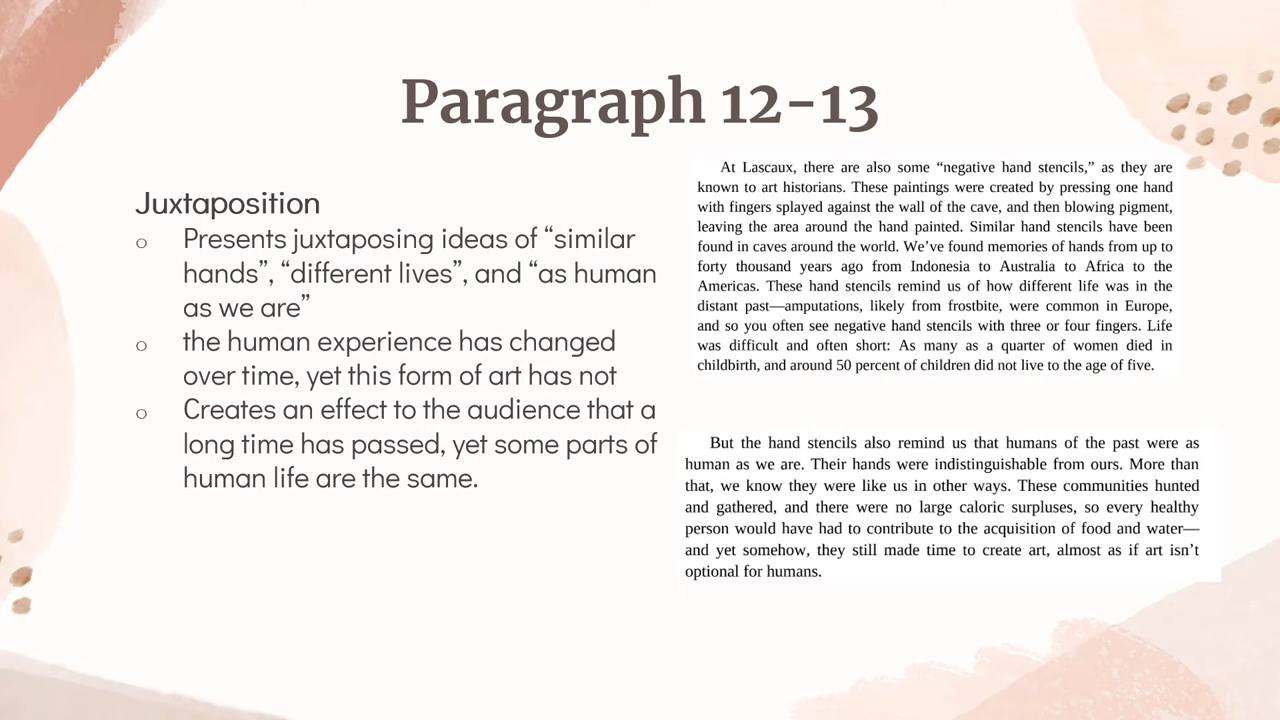 Paragraph 12-13
Juxtaposition
o Presents juxtaposing ideas of “similar
hands”, “different lives”, and “as human
as we are”
o the human experience has changed
over time, yet this form of art has not
o Creates an effect to the audience that a
long time has passed, yet some parts of
human life are the same.
At Lascaux, there are also some “negative hand stencils,” as they are
known to art historians. These paintings were created by pressing one hand
with fingers splayed against the wall of the cave, and then blowing pigment,
leaving the area around the hand painted. Similar hand stencils have been
found in caves around the world. We’ve found memories of hands from up to
forty thousand years ago from Indonesia to Australia to Africa to the
Americas. These hand stencils remind us of how different life was in the
distant past—amputations, likely from frostbite, were common in Europe,
and so you often see negative hand stencils with three or four fingers. Life
was difficult and often short: As many as a quarter of women died in
childbirth, and around 50 percent of children did not live to the age of five.
But the hand stencils also remind us that humans of the past were as
human as we are. Their hands were indistinguishable from ours. More than
that, we know they were like us in other ways. These communities hunted
and gathered, and there were no large caloric surpluses, so every healthy
person would have had to contribute to the acquisition of food and water—
and yet somehow, they still made time to create art, almost as if art isn’t
optional for humans.